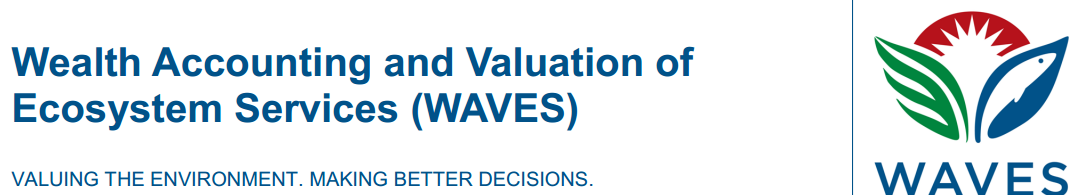 Wealth Accounting and Valuation of
Ecosystem Services (WAVES)
VALUING THE ENVIRONMENT. MAKING BETTER DECISIONS.
WAVES